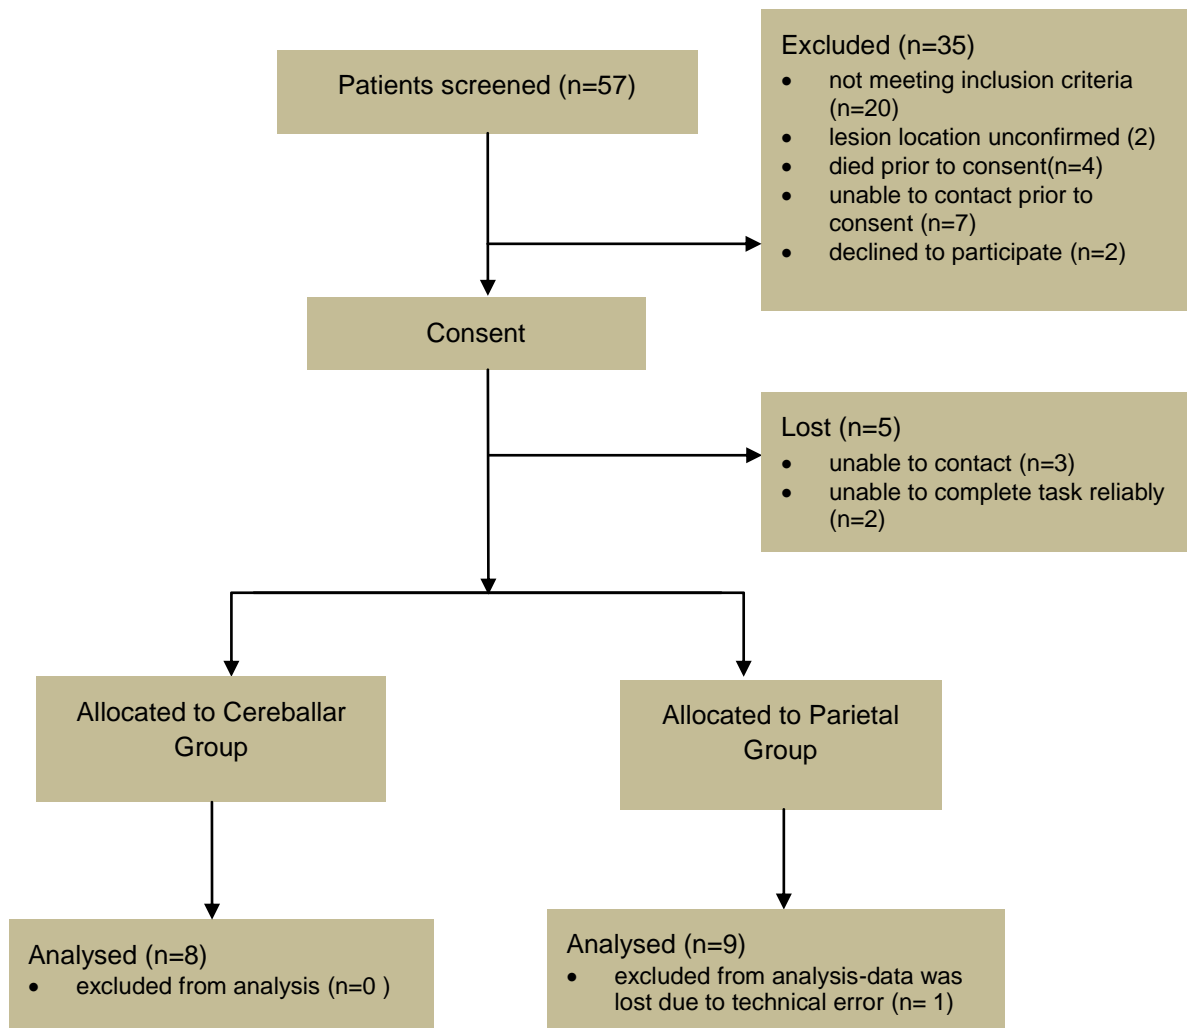 Patients screened (n=57)
Excluded (n=35)
• not meeting inclusion criteria
(n=20)
• lesion location unconfirmed (2)
• died prior to consent(n=4)
• unable to contact prior to
consent (n=7)
• declined to participate (n=2)
Consent
Lost (n=5)
• unable to contact (n=3)
• unable to complete task reliably
(n=2)
Allocated to Cereballar
Group
Allocated to Parietal
Group
Analysed (n=8)
• excluded from analysis (n=0 )
Analysed (n=9)
• excluded from analysis-data was
lost due to technical error (n= 1)